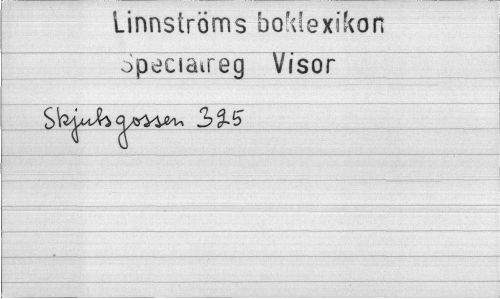 Linnströms boklexikon
Specialreg Visor
Skjutsgossen 325